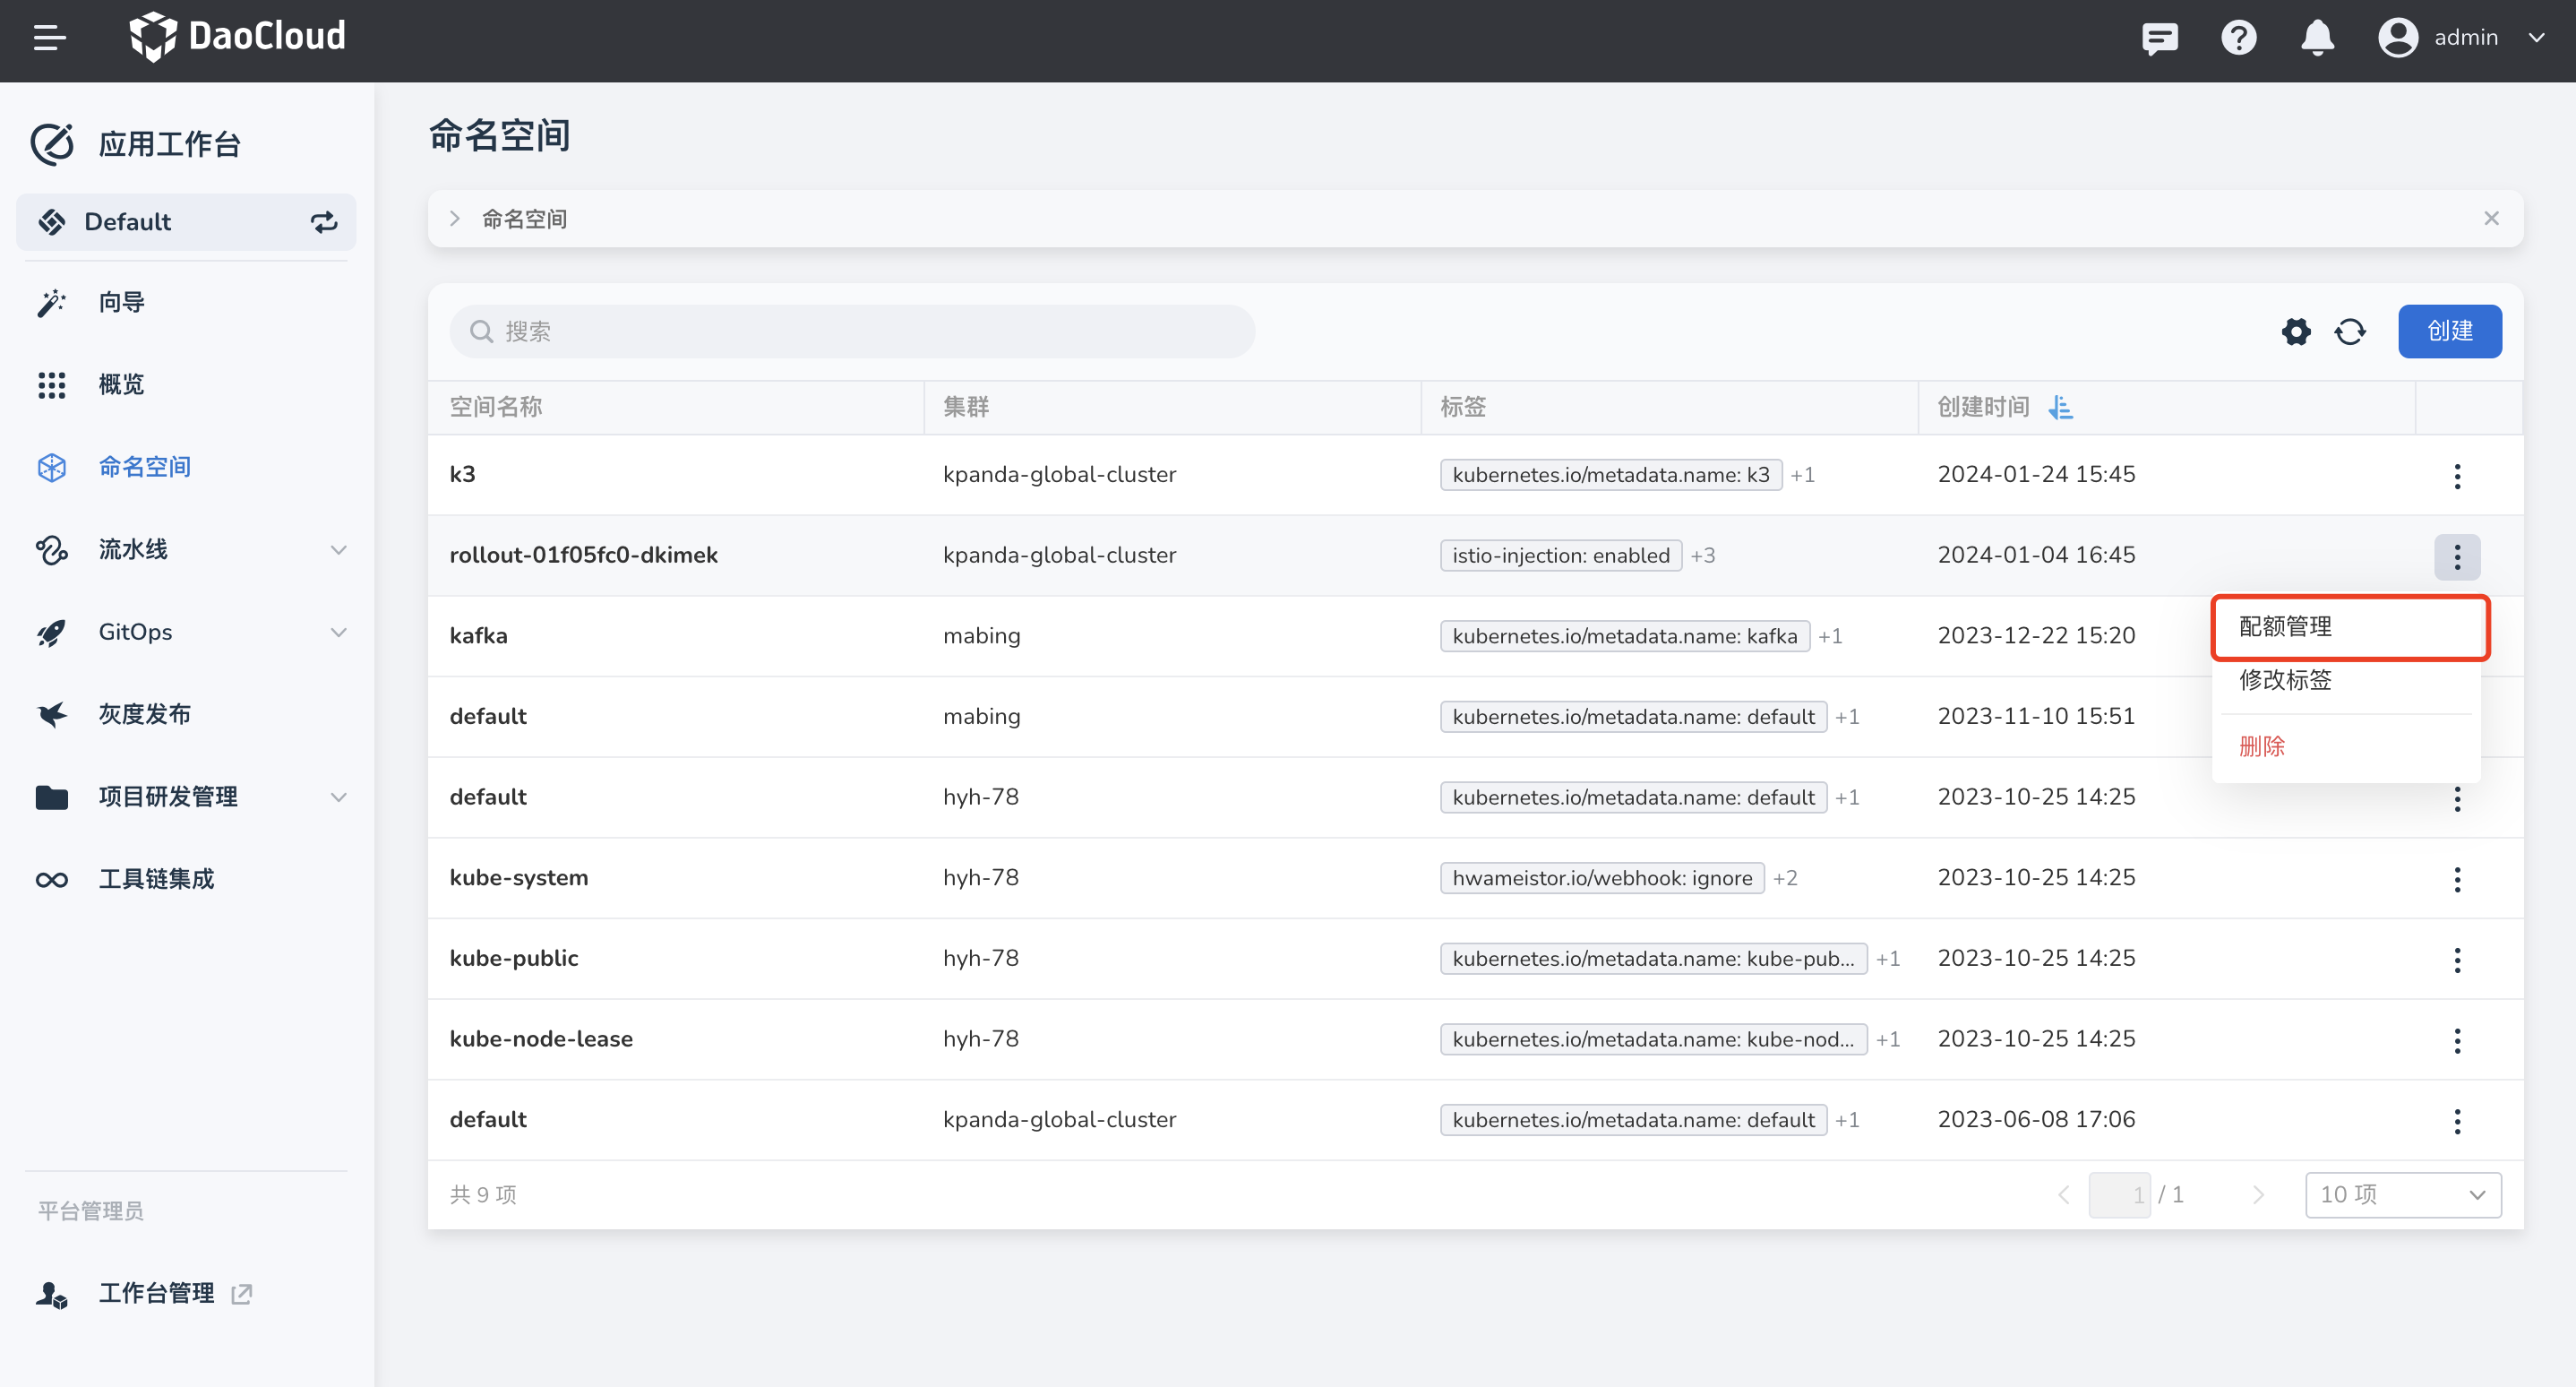 DaoCloud
admin
应用工作台
Default
向导
概览
命名空间
流水线
GitOps
灰度发布
项目研发管理
工具链集成
平台管理员
工作台管理
命名空间
命名空间
搜索
创建
空间名称 集群 标签 创建时间
k3 kpanda-global-cluster kubernetes.io/metadata.name: k3 +1 2024-01-24 15:45
rollout-01f05fc0-dkimek kpanda-global-cluster istio-injection: enabled +3 2024-01-04 16:45
kafka mabing kubernetes.io/metadata.name: kafka +1 2023-12-22 15:20
default mabing kubernetes.io/metadata.name: default +1 2023-11-10 15:51
default hyh-78 kubernetes.io/metadata.name: default +1 2023-10-25 14:25
kube-system hyh-78 hwameistor.io/webhook: ignore +2 2023-10-25 14:25
kube-public hyh-78 kubernetes.io/metadata.name: kube-pub... +1 2023-10-25 14:25
kube-node-lease hyh-78 kubernetes.io/metadata.name: kube-nod... +1 2023-10-25 14:25
default kpanda-global-cluster kubernetes.io/metadata.name: default +1 2023-06-08 17:06
配额管理
修改标签
删除
共 9 项
1 / 1
10 项